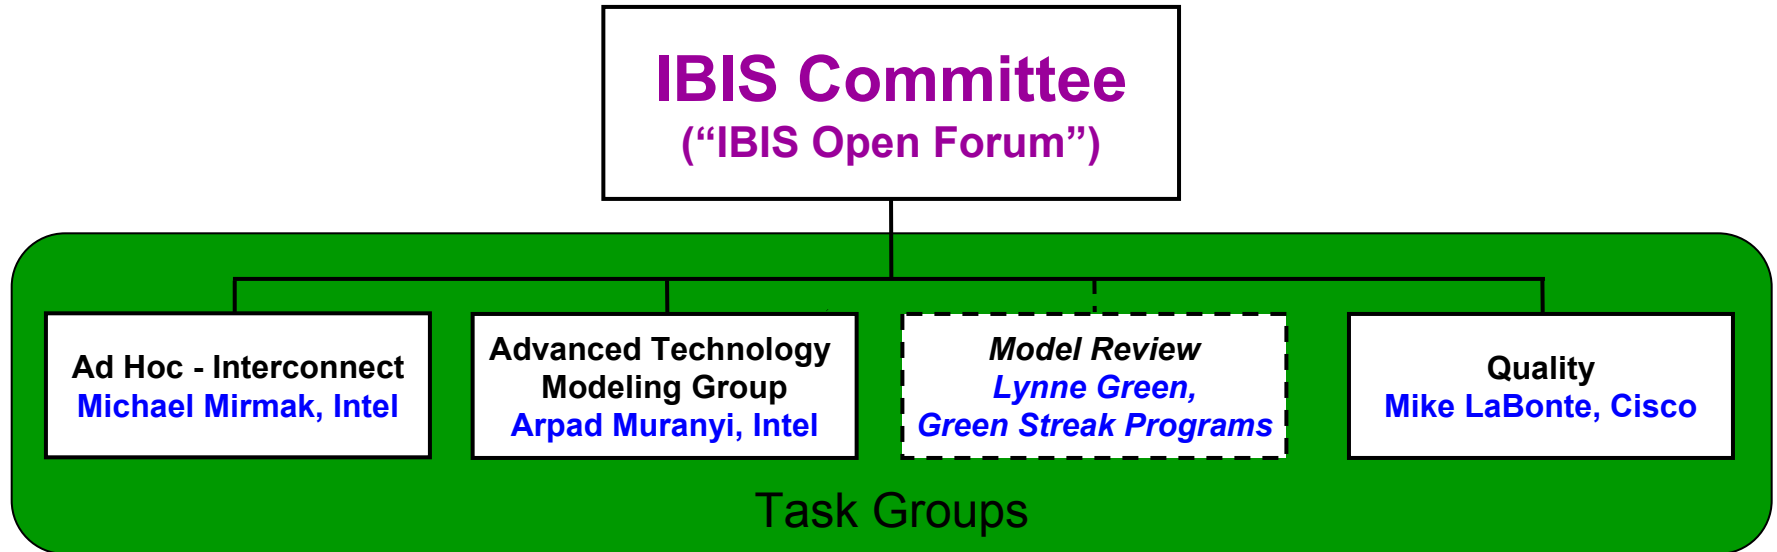 IBIS Committee
(“IBIS Open Forum”)
Ad Hoc - Interconnect
Michael Mirmak, Intel
Advanced Technology
Modeling Group
Arpad Muranyi, Intel
Model Review
Lynne Green,
Green Streak Programs
Quality
Mike LaBonte, Cisco
Task Groups